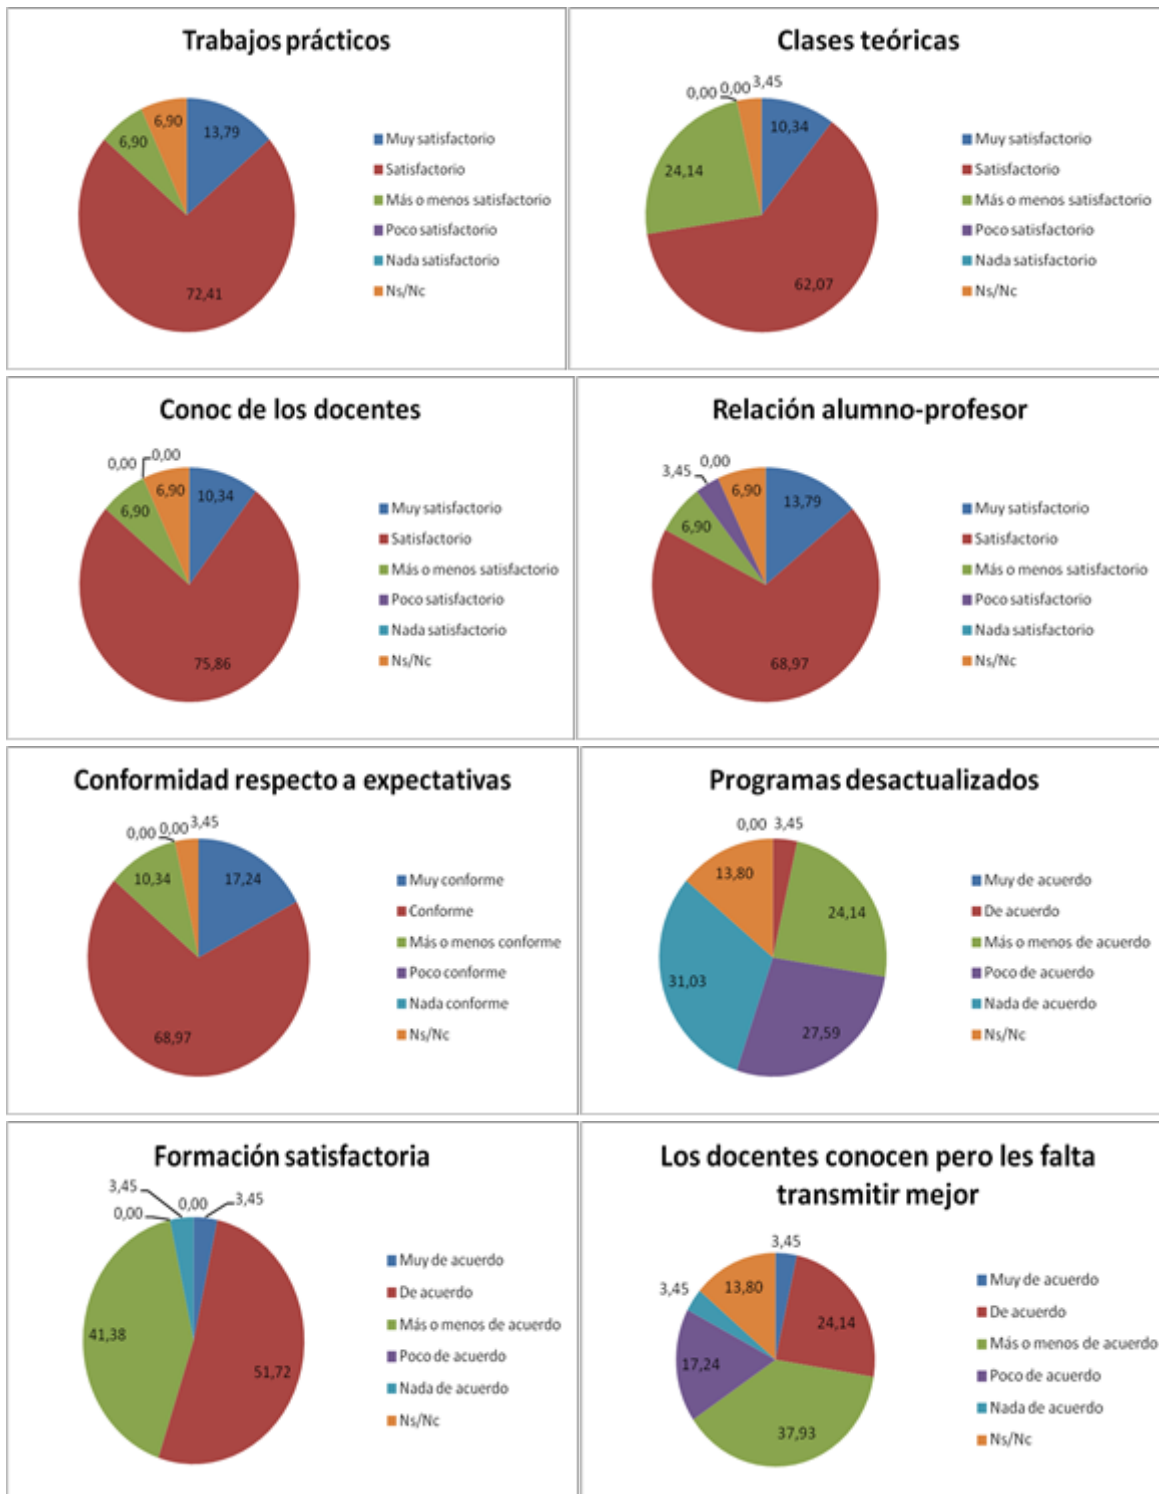 Trabajos prácticos
13,79
72,41
6,90
6,90
Muy satisfactorio
Satisfactorio
Más o menos satisfactorio
Poco satisfactorio
Nada satisfactorio
Ns/Nc
Clases teóricas
0,00 0,00 3,45
10,34
24,14
62,07
Muy satisfactorio
Satisfactorio
Más o menos satisfactorio
Poco satisfactorio
Nada satisfactorio
Ns/Nc
Conoc de los docentes
0,00 0,00
6,90
10,34
6,90
75,86
Muy satisfactorio
Satisfactorio
Más o menos satisfactorio
Poco satisfactorio
Nada satisfactorio
Ns/Nc
Relación alumno-profesor
3,45 0,00
6,90
13,79
6,90
68,97
Muy satisfactorio
Satisfactorio
Más o menos satisfactorio
Poco satisfactorio
Nada satisfactorio
Ns/Nc
Conformidad respecto a expectativas
0,00 0,00 3,45
10,34
17,24
68,97
Muy conforme
Conforme
Más o menos conforme
Poco conforme
Nada conforme
Ns/Nc
Programas desactualizados
0,00 3,45
13,80
24,14
31,03
27,59
Muy de acuerdo
De acuerdo
Más o menos de acuerdo
Poco de acuerdo
Nada de acuerdo
Ns/Nc
Formación satisfactoria
3,45
0,00
0,00
3,45
41,38
51,72
Muy de acuerdo
De acuerdo
Más o menos de acuerdo
Poco de acuerdo
Nada de acuerdo
Ns/Nc
Los docentes conocen pero les falta
transmitir mejor
3,45
3,45
13,80
24,14
17,24
37,93
Muy de acuerdo
De acuerdo
Más o menos de acuerdo
Poco de acuerdo
Nada de acuerdo
Ns/Nc